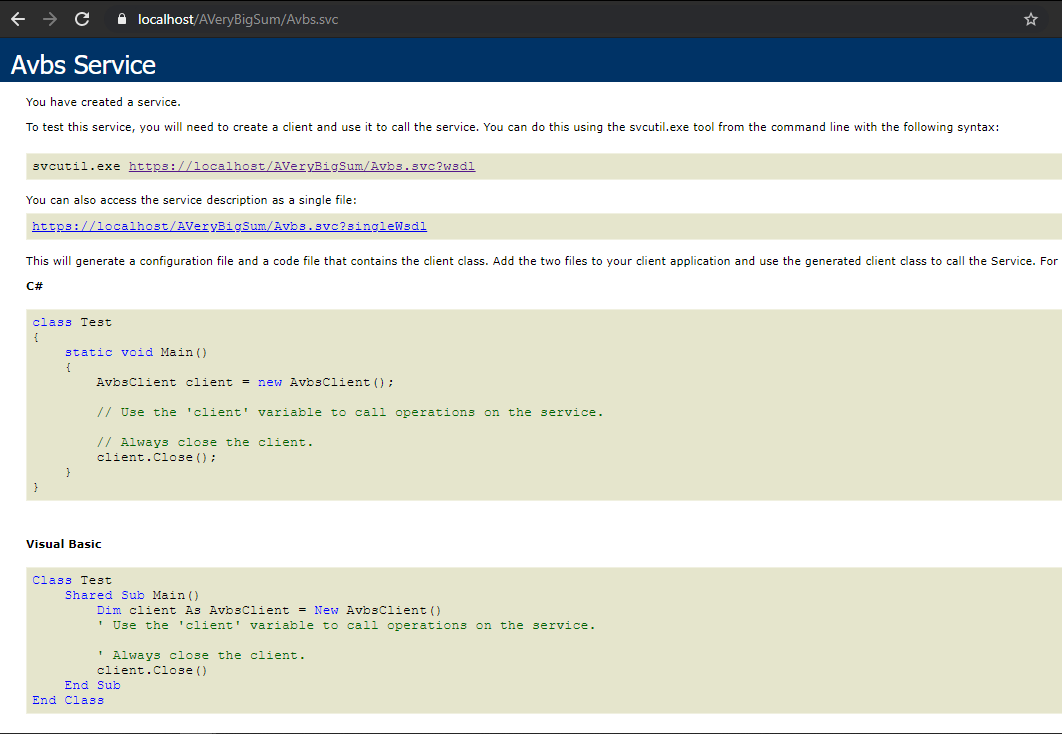 localhost/AVeryBigSum/Avbs.svc
Avbs Service
You have created a service.
To test this service, you will need to create a client and use it to call the service. You can do this using the svcutil.exe tool from the command line with the following syntax:
svcutil.exe https://localhost/AVeryBigSum/Avbs.svc?wsdl
You can also access the service description as a single file:
https://localhost/AVeryBigSum/Avbs.svc?singleWsdl
This will generate a configuration file and a code file that contains the client class. Add the two files to your client application and use the generated client class to call the Service. For
C#
class Test
{
    static void Main()
    {
        AvbsClient client = new AvbsClient();
        // Use the 'client' variable to call operations on the service.
        // Always close the client.
        client.Close();
    }
}
Visual Basic
Class Test
    Shared Sub Main()
        Dim client As AvbsClient = New AvbsClient()
        ' Use the 'client' variable to call operations on the service.
        ' Always close the client.
        client.Close()
    End Sub
End Class